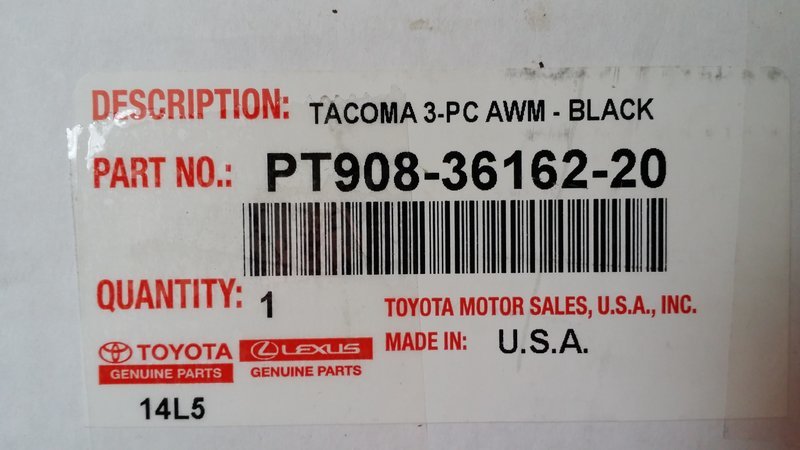 DESCRIPTION: TACOMA 3-PC AWM - BLACK
PART NO.: PT908-36162-20
QUANTITY: 1
TOYOTA MOTOR SALES, U.S.A., INC.
MADE IN: U.S.A.
TOYOTA LEXUS
GENUINE PARTS GENUINE PARTS
14L5